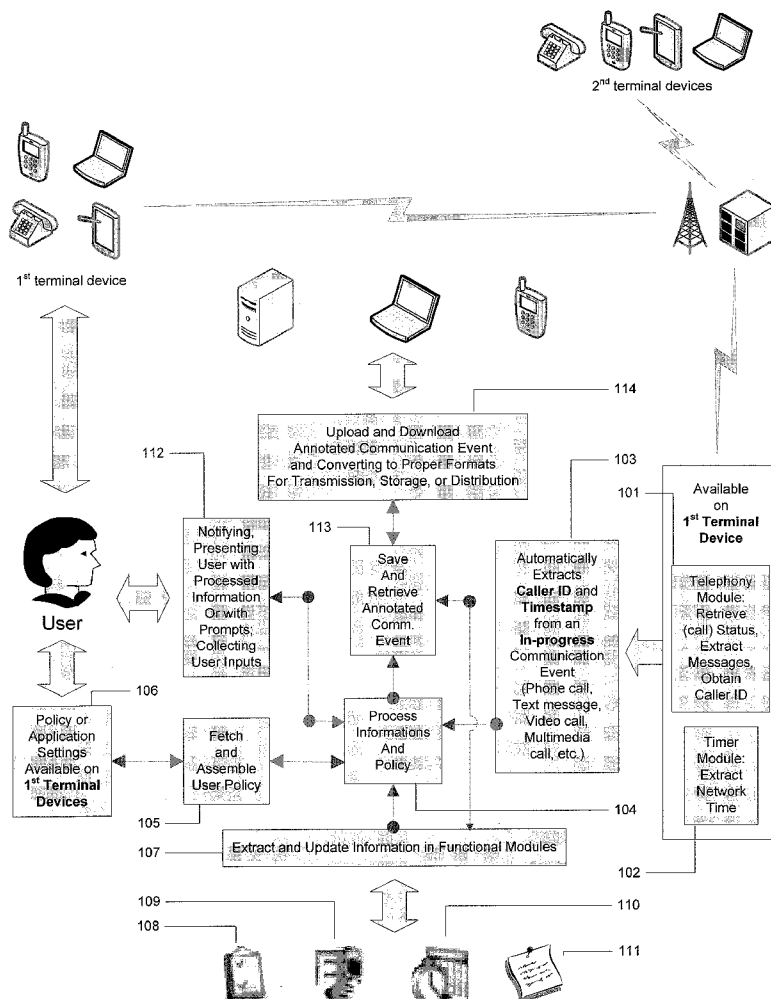 2nd terminal devices
1st terminal device
114
Upload and Download
Annotated Communication Event
and Converting to Proper Formats
For Transmission, Storage, or Distribution
112
103
101
Available
on
1st Terminal
Device
113
Notifying,
Presenting
User with
Processed
Information
Or with
Prompts;
Collecting
User Inputs
Save
And
Retrieve
Annotated
Comm.
Event
Automatically
Extracts
Caller ID and
Timestamp
from an
In-progress
Communication
Event
(Phone call,
Text message,
Video call,
Multimedia
call, etc.)
Telephony
Module:
Retrieve
(call) Status,
Extract
Messages,
Obtain
Caller ID
User
106
Policy or
Application
Settings
Available on
1st Terminal
Devices
Fetch
and
Assemble
User Policy
Process
Informations
And
Policy
Timer
Module:
Extract
Network
Time
105
104
107
Extract and Update Information in Functional Modules
102
109
108
110
111